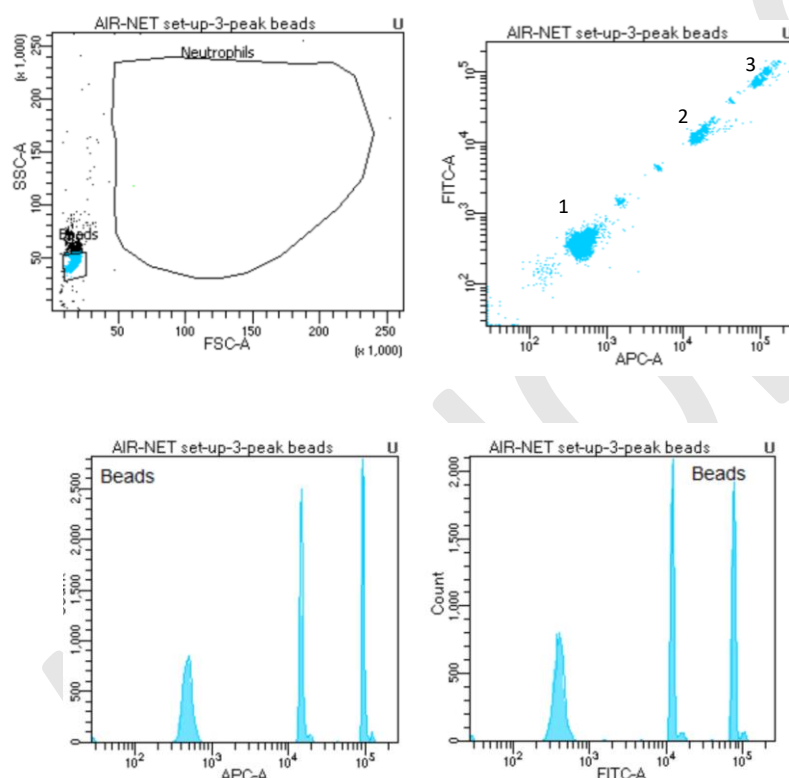 AIR-NET set-up-3-peak beads U
Neutrophils
Beads
SSC-A
(x 1,000)
50 100 150 200 250
50 100 150 200 250
FSC-A
(x 1,000)
AIR-NET set-up-3-peak beads U
3
2
1
FITC-A
10^2 10^3 10^4 10^5
10^2 10^3 10^4 10^5
APC-A
AIR-NET set-up-3-peak beads U
Beads
Count
0 500 1,000 1,500 2,000 2,500
10^2 10^3 10^4 10^5
APC-A
AIR-NET set-up-3-peak beads U
Beads
Count
0 500 1,000 1,500 2,000
10^2 10^3 10^4 10^5
FITC-A